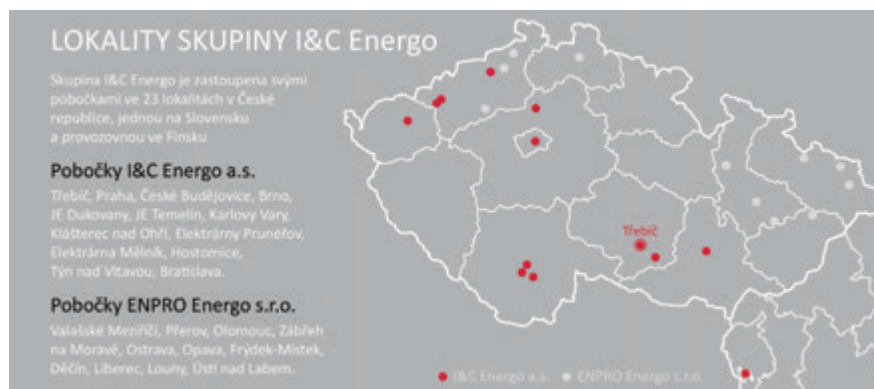 LOKALITY SKUPINY I&C Energo
Skupina I&C Energo je zastoupena svými
pobočkami ve 23 lokalitách v České
republice, jednou na Slovensku
a provozovnou ve Finsku
Pobočky I&C Energo a.s.
Třebíč, Praha, České Budějovice, Brno,
JE Dukovany, JE Temelín, Karlovy Vary,
Klášterec nad Ohří, Elektrárny Prunéřov,
Elektrárna Mělník, Hostomice,
Týn nad Vltavou, Bratislava.
Pobočky ENPRO Energo s.r.o.
Valašské Meziříčí, Přerov, Olomouc, Zábřeh
na Moravě, Ostrava, Opava, Frýdek-Místek,
Děčín, Liberec, Louny, Ústí nad Labem.
Třebíč
I&C Energo a.s. ENPRO Energo s.r.o.